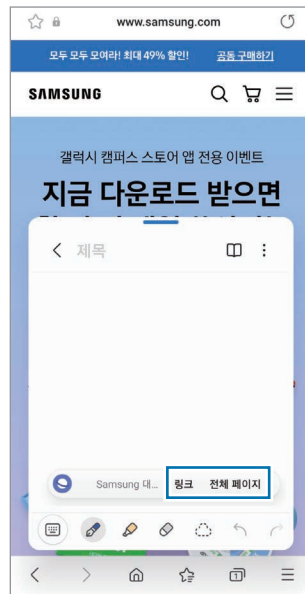 www.samsung.com
모두 모두 모여라! 최대 49% 할인! 공동 구매하기
SAMSUNG
갤럭시 캠퍼스 스토어 앱 전용 이벤트
지금 다운로드 받으면
제목
Samsung 대... 링크 전체 페이지
1